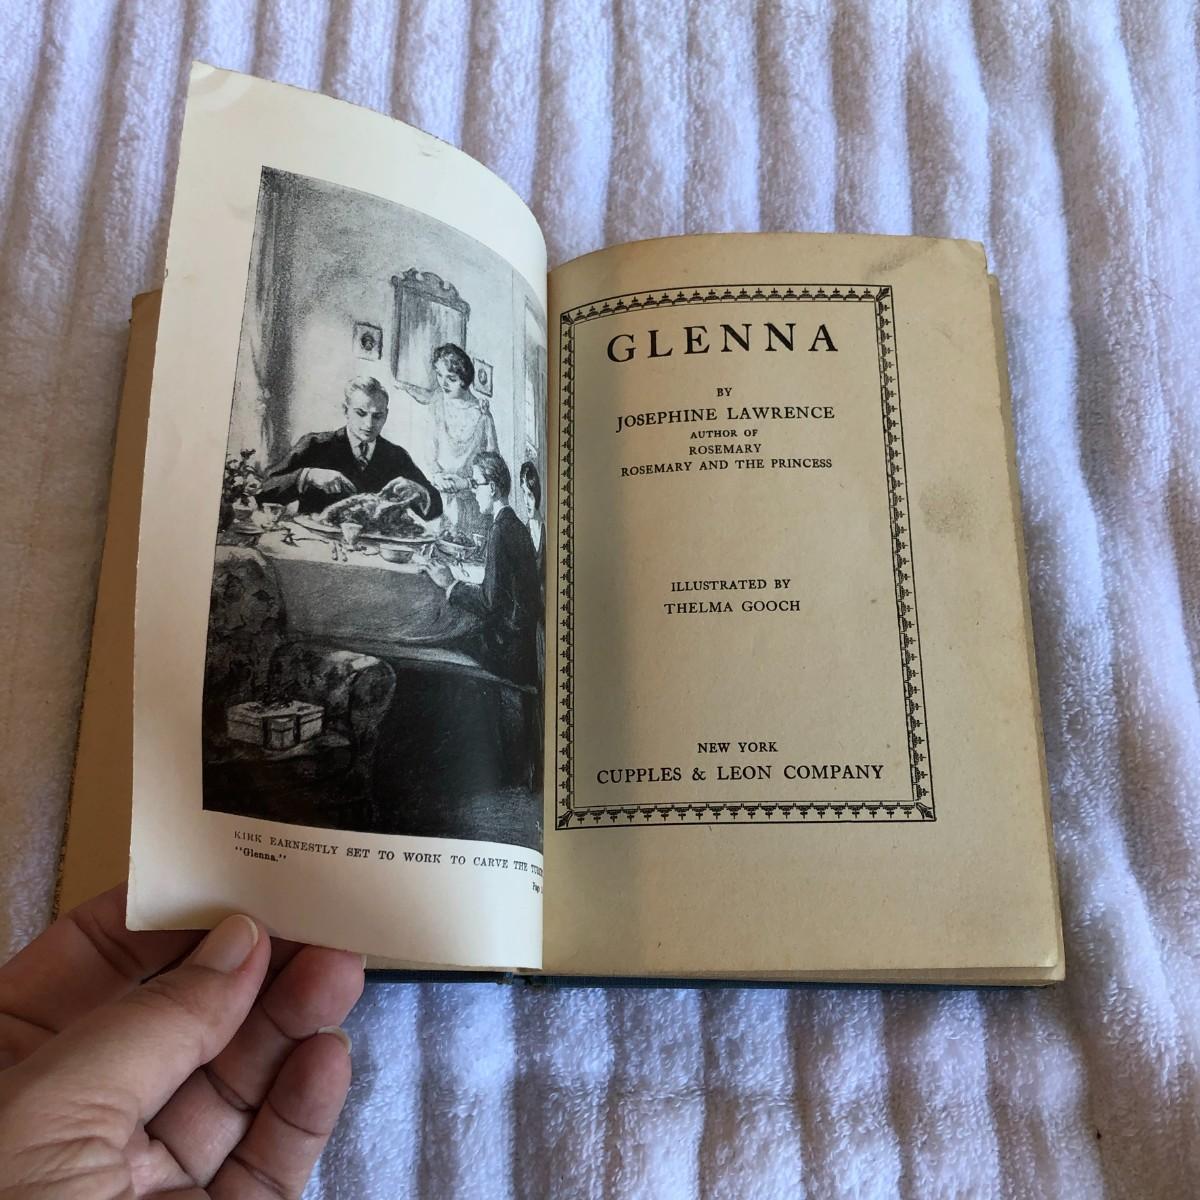 KIRK EARNESTLY SET TO WORK TO CARVE THE
"Glenna."
GLENNA
BY
JOSEPHINE LAWRENCE
AUTHOR OF
ROSEMARY
ROSEMARY AND THE PRINCESS
ILLUSTRATED BY
THELMA GOOCH
NEW YORK
CUPPLES & LEON COMPANY